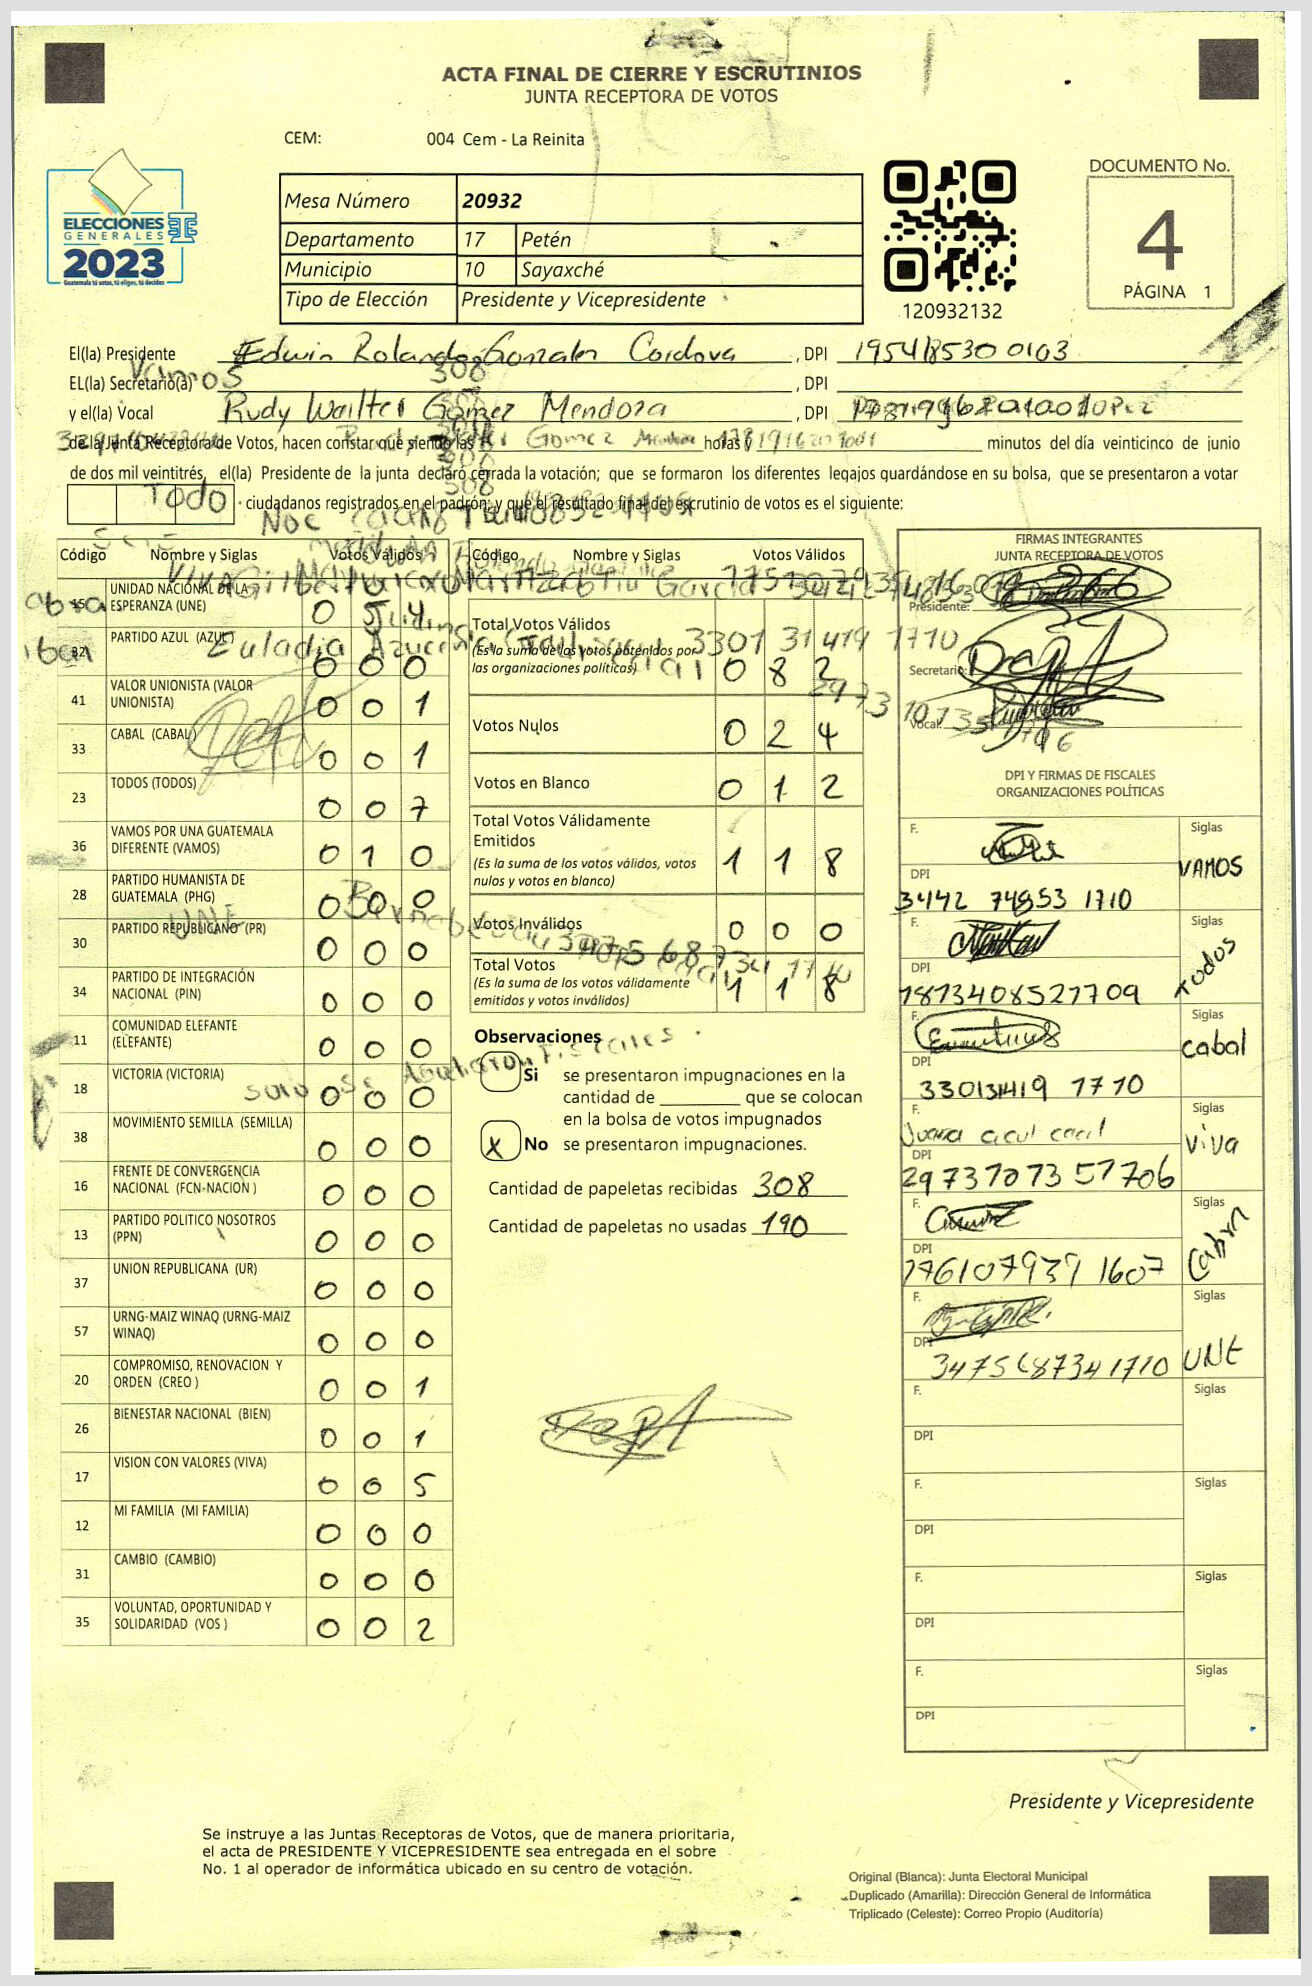 ACTA FINAL DE CIERRE Y ESCRUTINIOS
JUNTA RECEPTORA DE VOTOS
CEM: 004 Cem - La Reinita
ELECCIONES
GENERALES
2023
Guatemala tú votas, tú eliges, tú decides
Mesa Número 20932
Departamento 17 Petén
Municipio 10 Sayaxché
Tipo de Elección Presidente y Vicepresidente
120932132
DOCUMENTO No.
4
PÁGINA 1
El(la) Presidente Edwin Rolando Gonzalez Cordova, DPI 1954185300103
Vamos 308
EL(la) Secretario(a) , DPI
y el(la) Vocal Rudy Walter Gomez Mendoza, DPI
de la Junta Receptora de Votos, hacen constar que siendo las horas minutos del día veinticinco de junio
de dos mil veintitrés, el(la) Presidente de la junta declaró cerrada la votación; que se formaron los diferentes legajos quardándose en su bolsa, que se presentaron a votar
Todo ciudadanos registrados en el padrón; y que el resultado final del escrutinio de votos es el siguiente:
Código Nombre y Siglas Votos Válidos
15 UNIDAD NACIONAL DE LA ESPERANZA (UNE) 0 5 4
32 PARTIDO AZUL (AZUL) 0 0 0
41 VALOR UNIONISTA (VALOR UNIONISTA) 0 0 1
33 CABAL (CABAL) 0 0 1
23 TODOS (TODOS) 0 0 7
36 VAMOS POR UNA GUATEMALA DIFERENTE (VAMOS) 0 1 0
28 PARTIDO HUMANISTA DE GUATEMALA (PHG) 0 0 0
30 PARTIDO REPUBLICANO (PR) 0 0 0
34 PARTIDO DE INTEGRACIÓN NACIONAL (PIN) 0 0 0
11 COMUNIDAD ELEFANTE (ELEFANTE) 0 0 0
18 VICTORIA (VICTORIA) 0 0 0
38 MOVIMIENTO SEMILLA (SEMILLA) 0 0 0
16 FRENTE DE CONVERGENCIA NACIONAL (FCN-NACION ) 0 0 0
13 PARTIDO POLITICO NOSOTROS (PPN) 0 0 0
37 UNION REPUBLICANA (UR) 0 0 0
57 URNG-MAIZ WINAQ (URNG-MAIZ WINAQ) 0 0 0
20 COMPROMISO, RENOVACION Y ORDEN (CREO ) 0 0 1
26 BIENESTAR NACIONAL (BIEN) 0 0 1
17 VISION CON VALORES (VIVA) 0 0 5
12 MI FAMILIA (MI FAMILIA) 0 0 0
31 CAMBIO (CAMBIO) 0 0 0
35 VOLUNTAD, OPORTUNIDAD Y SOLIDARIDAD (VOS ) 0 0 2
Código Nombre y Siglas Votos Válidos
Total Votos Válidos
(Es la suma de los votos obtenidos por
las organizaciones políticas) 0 8 2
Votos Nulos 0 2 4
Votos en Blanco 0 1 2
Total Votos Válidamente
Emitidos
(Es la suma de los votos válidos, votos
nulos y votos en blanco) 1 1 8
Votos Inválidos 0 0 0
Total Votos
(Es la suma de los votos válidamente
emitidos y votos inválidos) 1 1 8
Observaciones
Si se presentaron impugnaciones en la
cantidad de ________ que se colocan
en la bolsa de votos impugnados
X No se presentaron impugnaciones.
Cantidad de papeletas recibidas 308
Cantidad de papeletas no usadas 190
FIRMAS INTEGRANTES
JUNTA RECEPTORA DE VOTOS
Presidente:
Secretario:
Vocal:
DPI Y FIRMAS DE FISCALES
ORGANIZACIONES POLÍTICAS
F. Siglas VAMOS
DPI 3442 74853 1710
F. Siglas Todos
DPI 1873408521709
F. Siglas Cabal
DPI 330131419 1710
F. Juana Siglas Viva
DPI 2973707357706
F. Siglas
DPI 176107939 1607
F. Siglas UNE
DPI 3475687341710
F. Siglas
DPI
F. Siglas
DPI
F. Siglas
DPI
F. Siglas
DPI
Presidente y Vicepresidente
Se instruye a las Juntas Receptoras de Votos, que de manera prioritaria,
el acta de PRESIDENTE Y VICEPRESIDENTE sea entregada en el sobre
No. 1 al operador de informática ubicado en su centro de votación.
Original (Blanca): Junta Electoral Municipal
Duplicado (Amarilla): Dirección General de Informática
Triplicado (Celeste): Correo Propio (Auditoría)